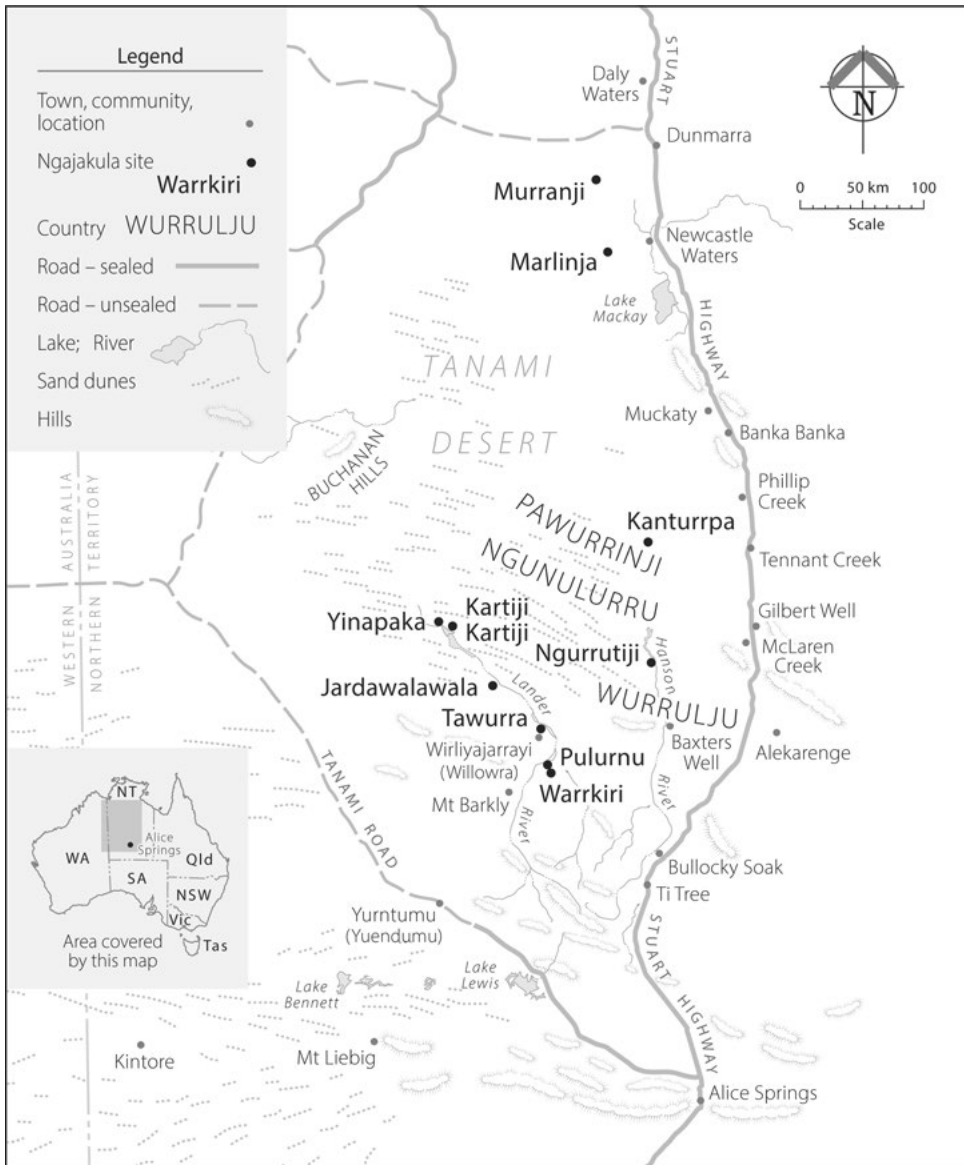 Legend
Town, community,
location
Ngajakula site
Warrkiri
Country WURRULJU
Road – sealed
Road – unsealed
Lake; River
Sand dunes
Hills
STUART
Daly
Waters
Dunmarra
N
0 50 km 100
Scale
Murranji
Newcastle
Waters
Marlinja
Lake
Mackay
HIGHWAY
TANAMI
DESERT
Muckaty
Banka Banka
BUCHANAN
HILLS
WESTERN AUSTRALIA
NORTHERN TERRITORY
Phillip
Creek
PAWURRINJI
Kanturrpa
NGUNULURRU
Tennant Creek
Yinapaka
Kartiji
Kartiji
Gilbert Well
McLaren
Creek
Ngurrutiji
Hanson
Jardawalawala
Lander
WURRULJU
Tawurra
Wirliyajarrayi
(Willowra)
Baxters
Well
Alekarenge
Pulurnu
Warrkiri
Mt Barkly
River
River
TANAMI ROAD
Bullocky Soak
Ti Tree
NT
Alice
Springs
WA
Qld
SA
NSW
Vic
Tas
Area covered
by this map
Yurntumu
(Yuendumu)
STUART
HIGHWAY
Lake
Bennett
Lake
Lewis
Kintore
Mt Liebig
Alice Springs